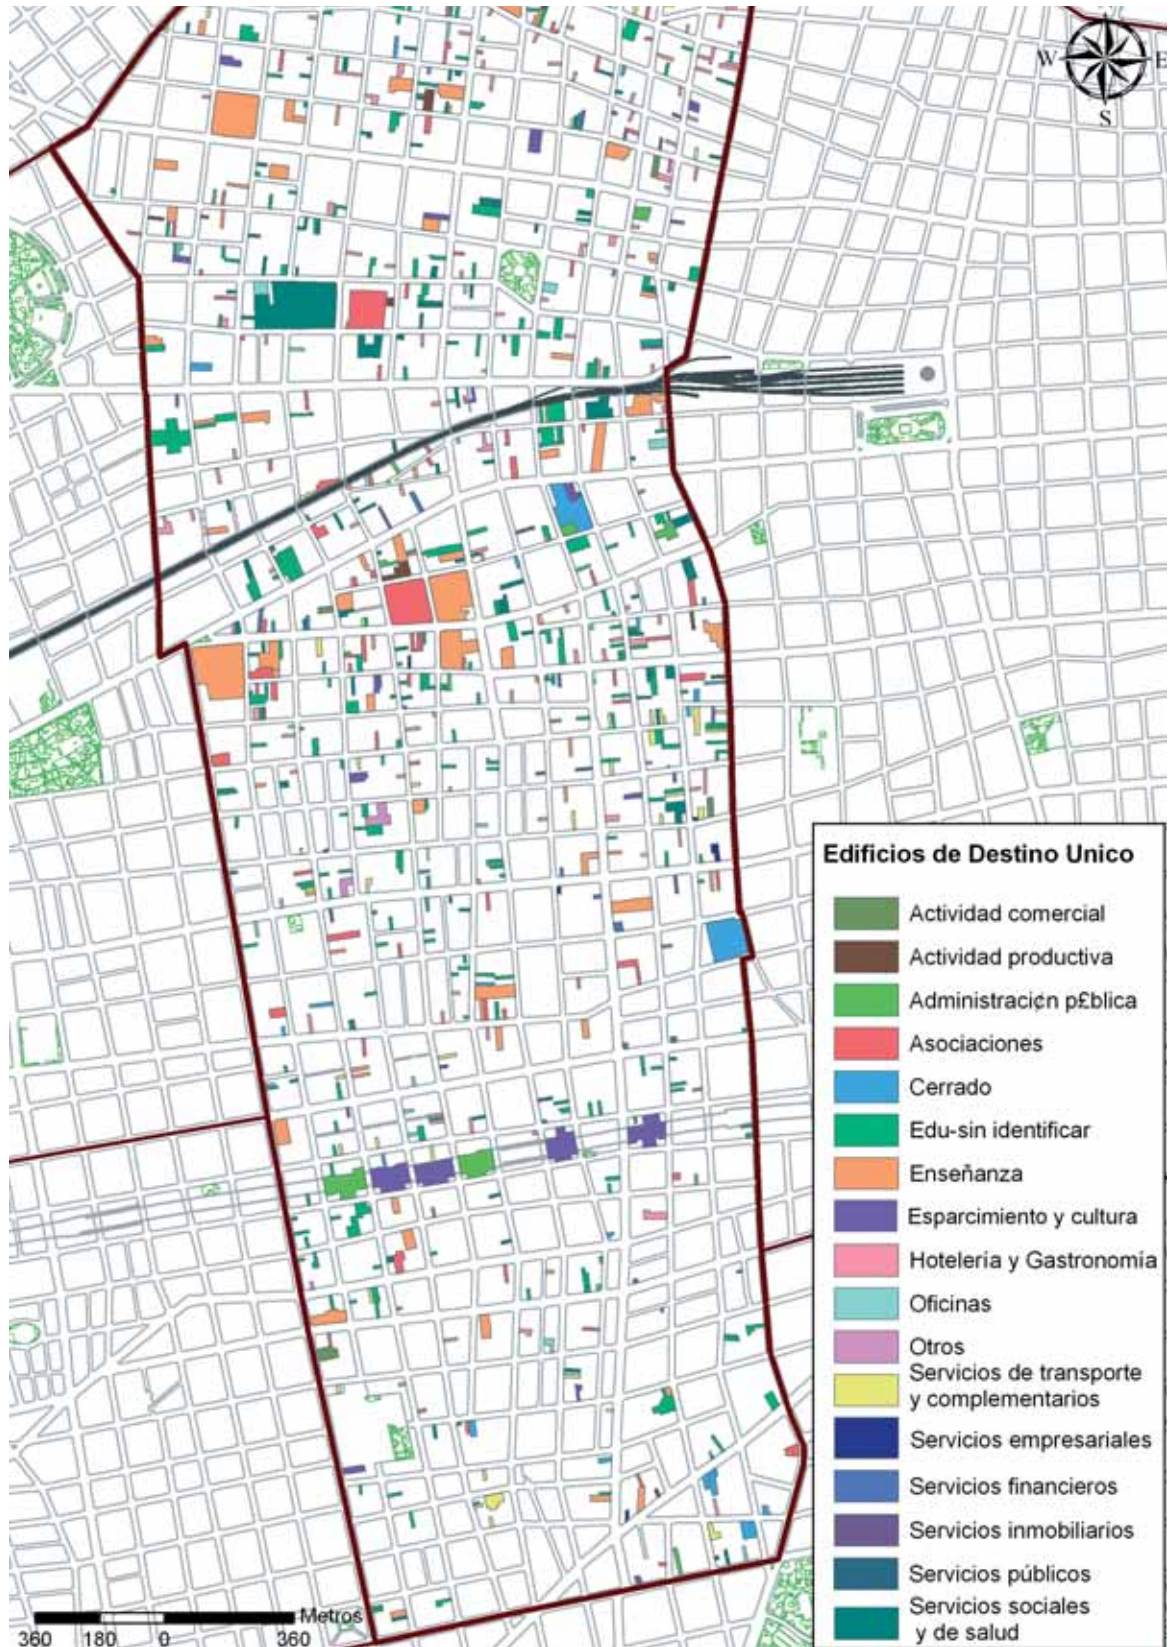 W
E
S
Edificios de Destino Unico
Actividad comercial
Actividad productiva
Administraci¢n p£blica
Asociaciones
Cerrado
Edu-sin identificar
Enseñanza
Esparcimiento y cultura
Hotelería y Gastronomía
Oficinas
Otros
Servicios de transporte
y complementarios
Servicios empresariales
Servicios financieros
Servicios inmobiliarios
Servicios públicos
Servicios sociales
y de salud
Metros
360 180 0 360